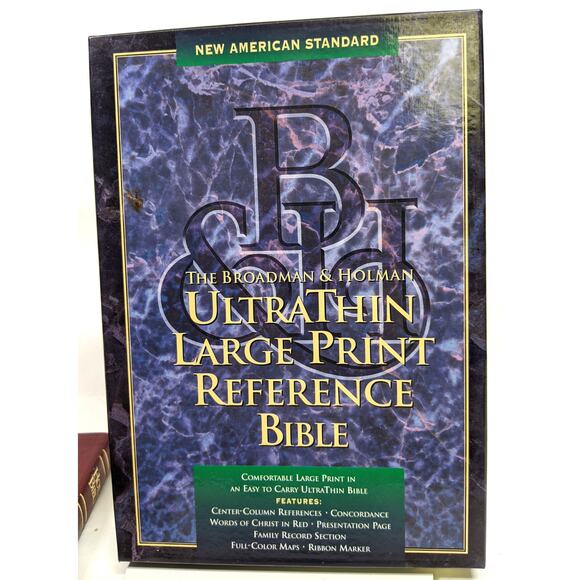 NEW AMERICAN STANDARD
B
&H
THE BROADMAN & HOLMAN
ULTRATHIN
LARGE PRINT
REFERENCE
BIBLE
COMFORTABLE LARGE PRINT IN
AN EASY TO CARRY ULTRATHIN BIBLE
FEATURES:
CENTER-COLUMN REFERENCES · CONCORDANCE
WORDS OF CHRIST IN RED · PRESENTATION PAGE
FAMILY RECORD SECTION
FULL-COLOR MAPS · RIBBON MARKER